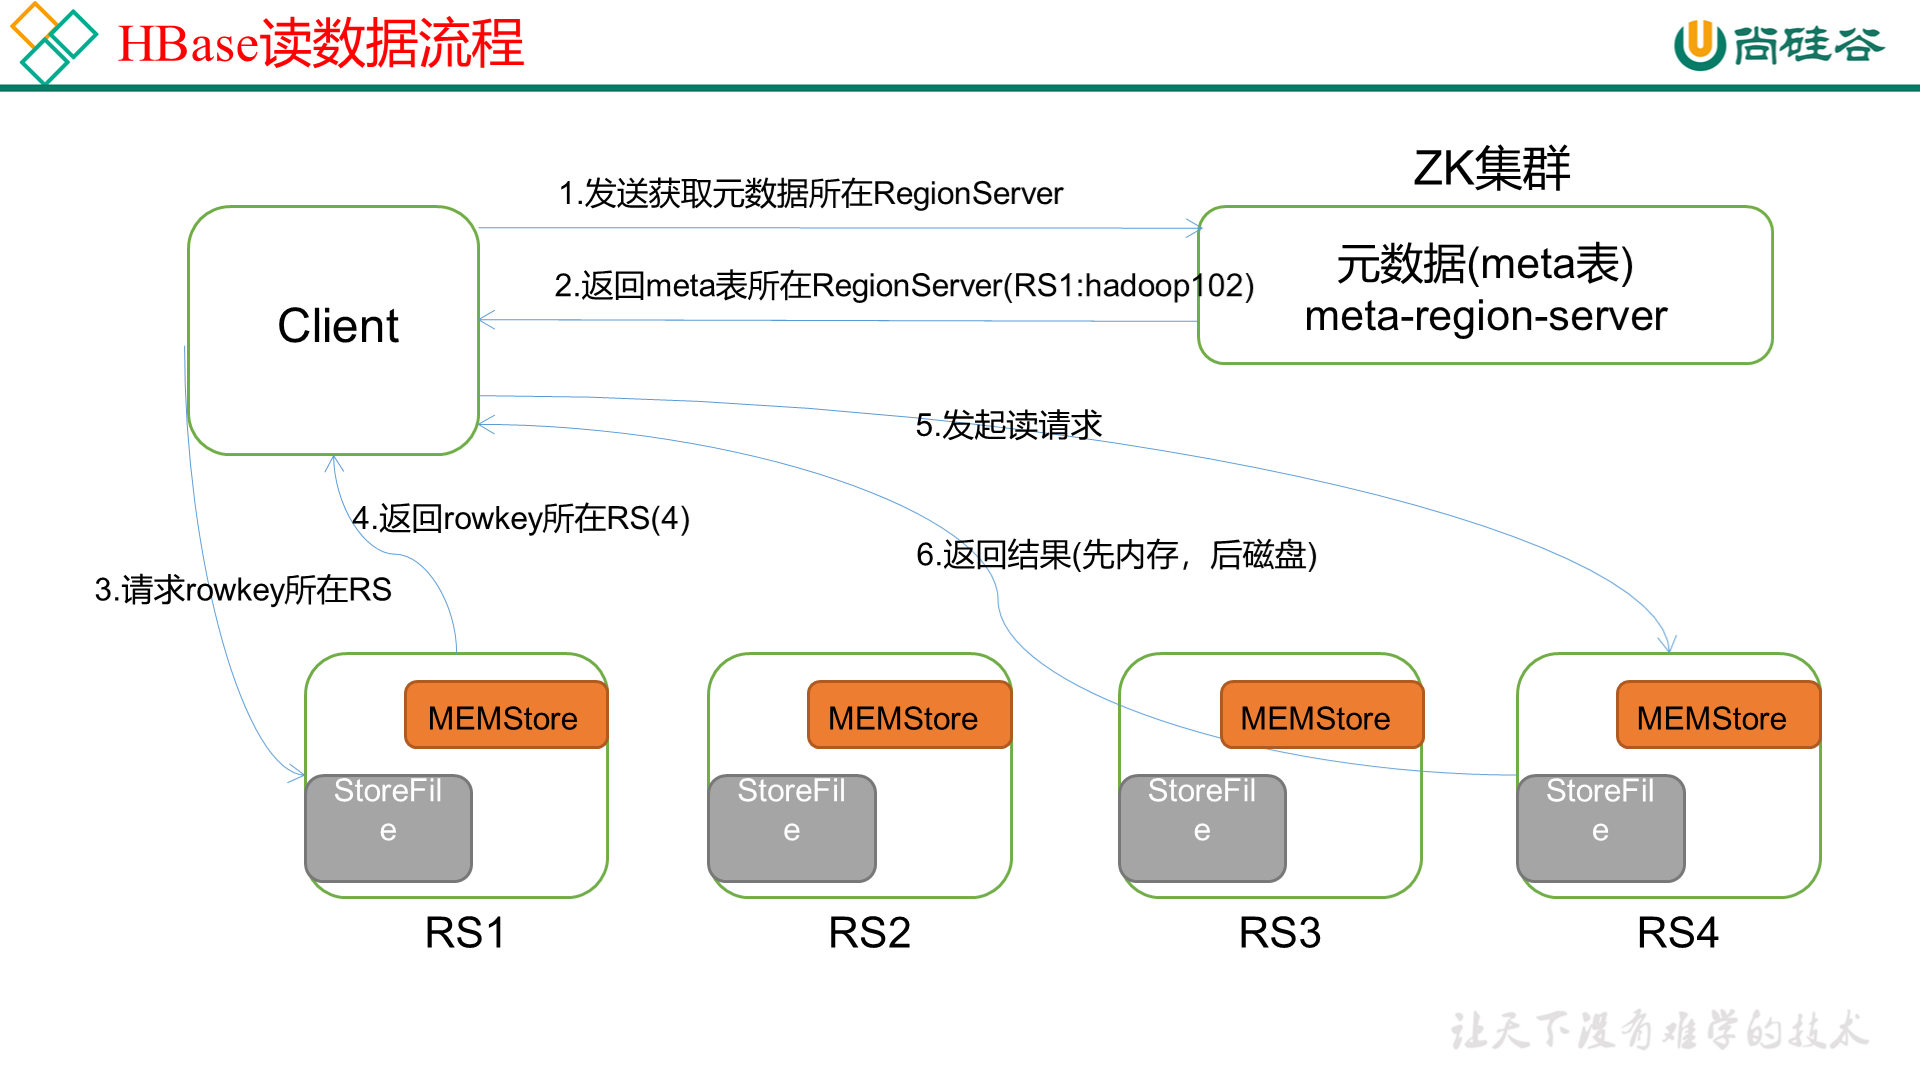 HBase读数据流程
U尚硅谷
ZK集群
1.发送获取元数据所在RegionServer
元数据(meta表)
meta-region-server
2.返回meta表所在RegionServer(RS1:hadoop102)
Client
5.发起读请求
4.返回rowkey所在RS(4)
6.返回结果(先内存，后磁盘)
3.请求rowkey所在RS
MEMStore
StoreFil
e
RS1
MEMStore
StoreFil
e
RS2
MEMStore
StoreFil
e
RS3
MEMStore
StoreFil
e
RS4
让天下没有难学的技术